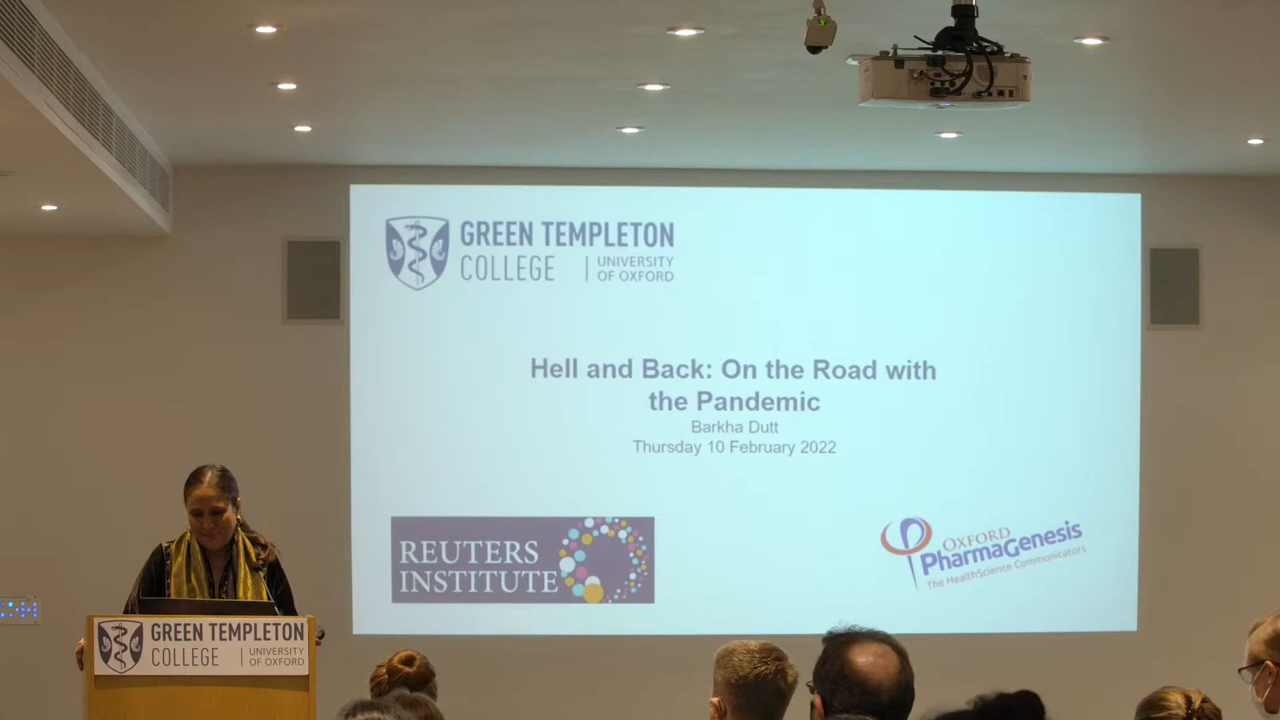 GREEN TEMPLETON
COLLEGE | UNIVERSITY
OF OXFORD
Hell and Back: On the Road with
the Pandemic
Barkha Dutt
Thursday 10 February 2022
REUTERS
INSTITUTE
OXFORD
PharmaGenesis
The HealthScience Communicators
GREEN TEMPLETON
COLLEGE | UNIVERSITY
OF OXFORD